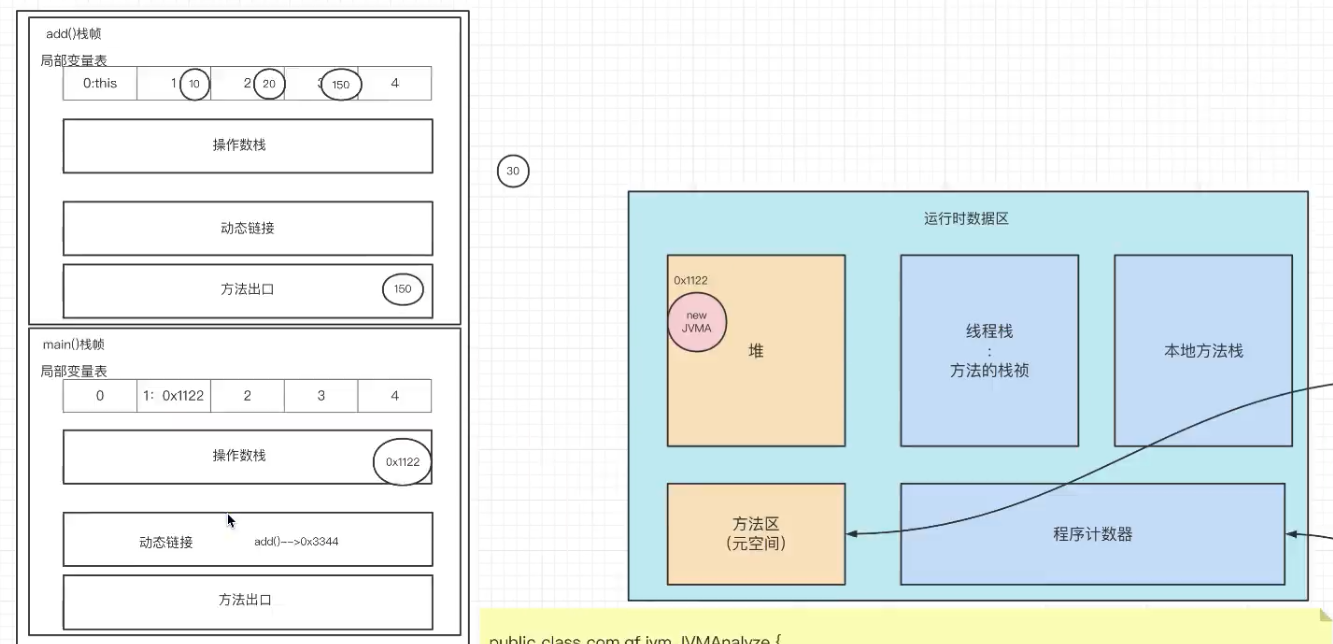 add()栈帧
局部变量表
0:this 1 10 2 20 3 150 4
操作数栈
动态链接
方法出口 150
main()栈帧
局部变量表
0 1: 0x1122 2 3 4
操作数栈 0x1122
动态链接 add()-->0x3344
方法出口
30
运行时数据区
0x1122
new
JVMA
堆
线程栈
:
方法的栈祯
本地方法栈
方法区
(元空间)
程序计数器
public class com.qf.jvm.JVMAnalyze {